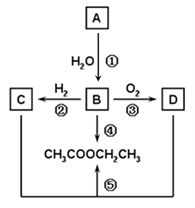 A
H₂O ①
C H₂ B O₂ D
② ③
④
CH₃COOCH₂CH₃
⑤